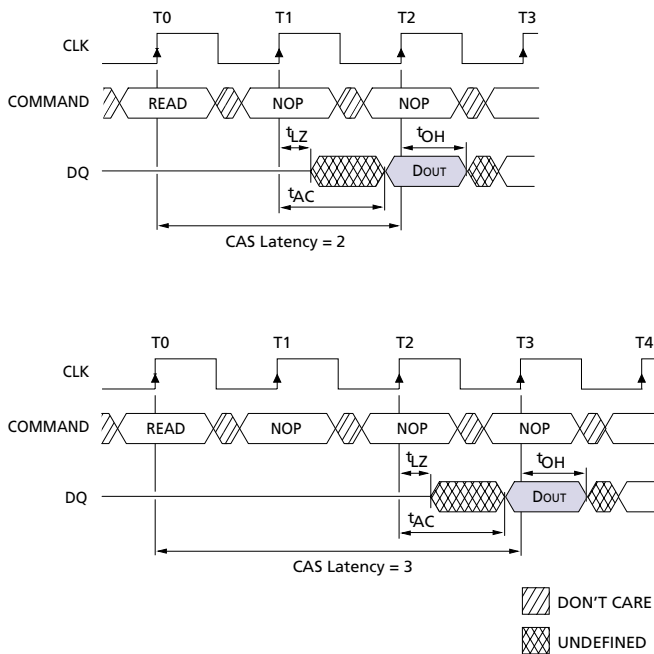 T0 T1 T2 T3
CLK
COMMAND READ NOP NOP
tLZ tOH
DQ DOUT
tAC
CAS Latency = 2
T0 T1 T2 T3 T4
CLK
COMMAND READ NOP NOP NOP
tLZ tOH
DQ DOUT
tAC
CAS Latency = 3
DON'T CARE
UNDEFINED